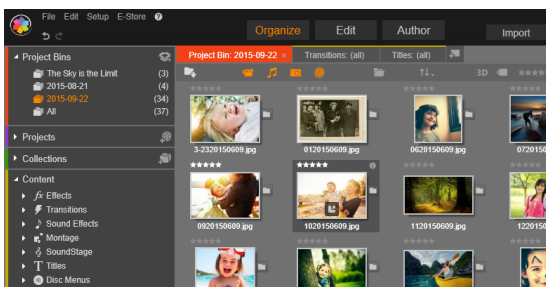 File Edit Setup E-Store ?
Organize Edit Author Import
Project Bins
The Sky is the Limit (3)
2015-08-21 (4)
2015-09-22 (34)
All (37)
Projects
Collections
Content
fx Effects
Transitions
Sound Effects
Montage
SoundStage
T Titles
Disc Menus
Project Bin: 2015-09-22 × Transitions: (all) Titles: (all)
3D
3-2320150609.jpg 0120150609.jpg 0620150609.jpg 07201506
0920150609.jpg 1020150609.jpg 1120150609.jpg 12201506